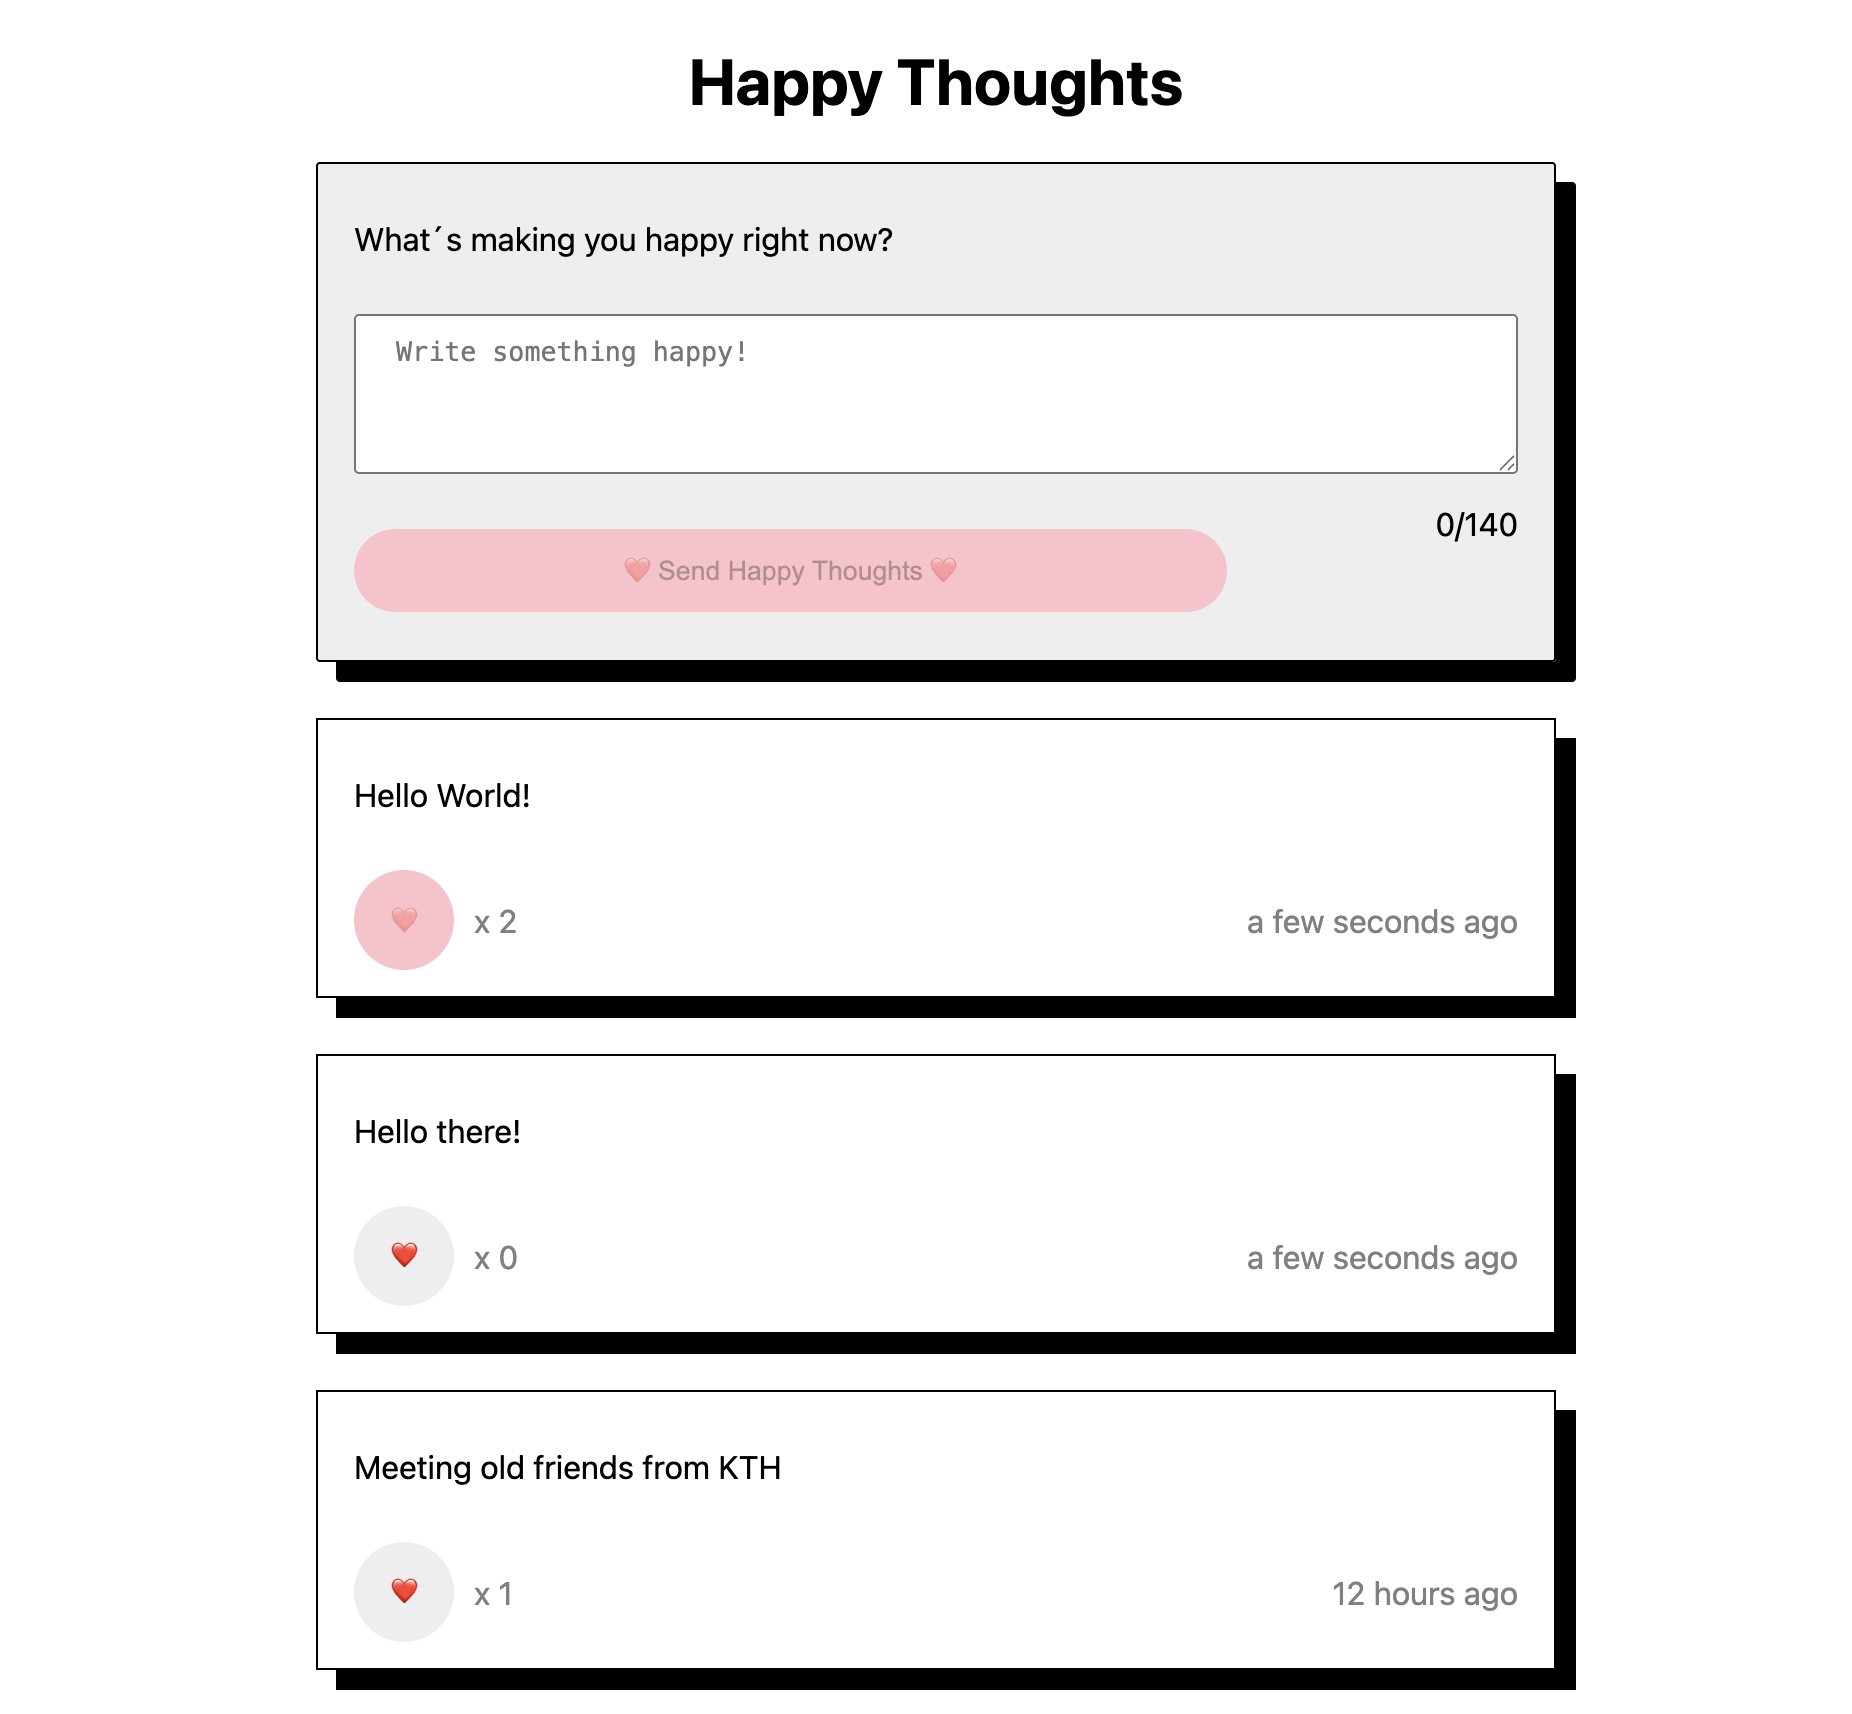 Happy Thoughts
What´s making you happy right now?
Write something happy!
0/140
❤️ Send Happy Thoughts ❤️
Hello World!
❤️ x 2 a few seconds ago
Hello there!
❤️ x 0 a few seconds ago
Meeting old friends from KTH
❤️ x 1 12 hours ago